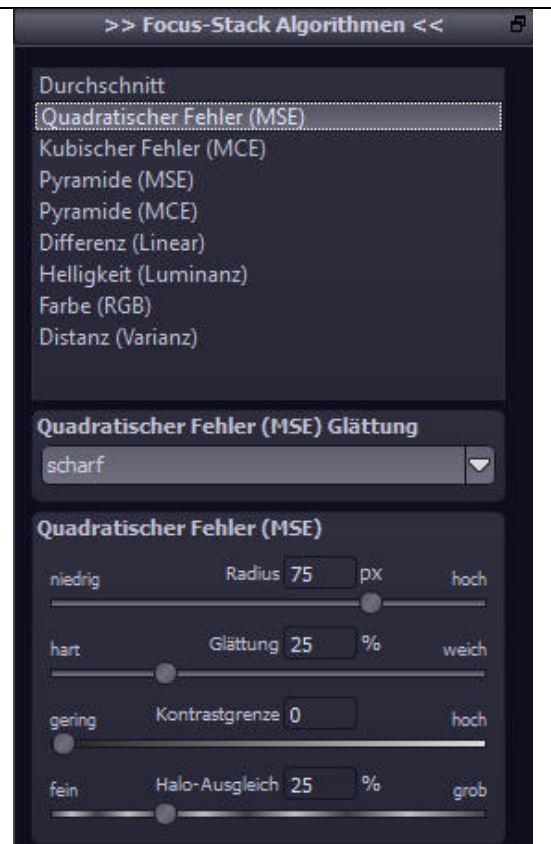 >> Focus-Stack Algorithmen <<
Durchschnitt
Quadratischer Fehler (MSE)
Kubischer Fehler (MCE)
Pyramide (MSE)
Pyramide (MCE)
Differenz (Linear)
Helligkeit (Luminanz)
Farbe (RGB)
Distanz (Varianz)
Quadratischer Fehler (MSE) Glättung
scharf
Quadratischer Fehler (MSE)
niedrig Radius 75 px hoch
hart Glättung 25 % weich
gering Kontrastgrenze 0 hoch
fein Halo-Ausgleich 25 % grob